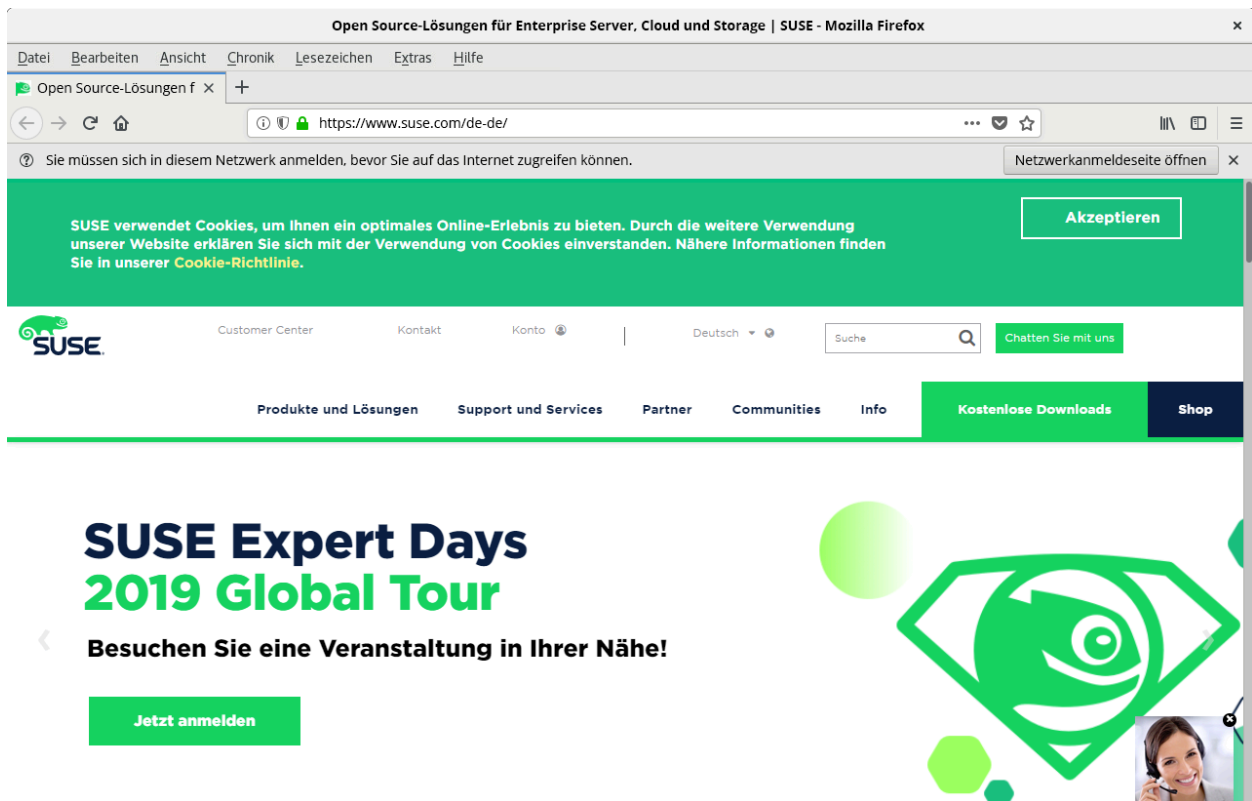 Open Source-Lösungen für Enterprise Server, Cloud und Storage | SUSE - Mozilla Firefox
Datei Bearbeiten Ansicht Chronik Lesezeichen Extras Hilfe
Open Source-Lösungen f
https://www.suse.com/de-de/
Sie müssen sich in diesem Netzwerk anmelden, bevor Sie auf das Internet zugreifen können. Netzwerkanmeldeseite öffnen
SUSE verwendet Cookies, um Ihnen ein optimales Online-Erlebnis zu bieten. Durch die weitere Verwendung
unserer Website erklären Sie sich mit der Verwendung von Cookies einverstanden. Nähere Informationen finden
Sie in unserer Cookie-Richtlinie.
Akzeptieren
SUSE
Customer Center Kontakt Konto Deutsch Suche Chatten Sie mit uns
Produkte und Lösungen Support und Services Partner Communities Info Kostenlose Downloads Shop
SUSE Expert Days
2019 Global Tour
Besuchen Sie eine Veranstaltung in Ihrer Nähe!
Jetzt anmelden